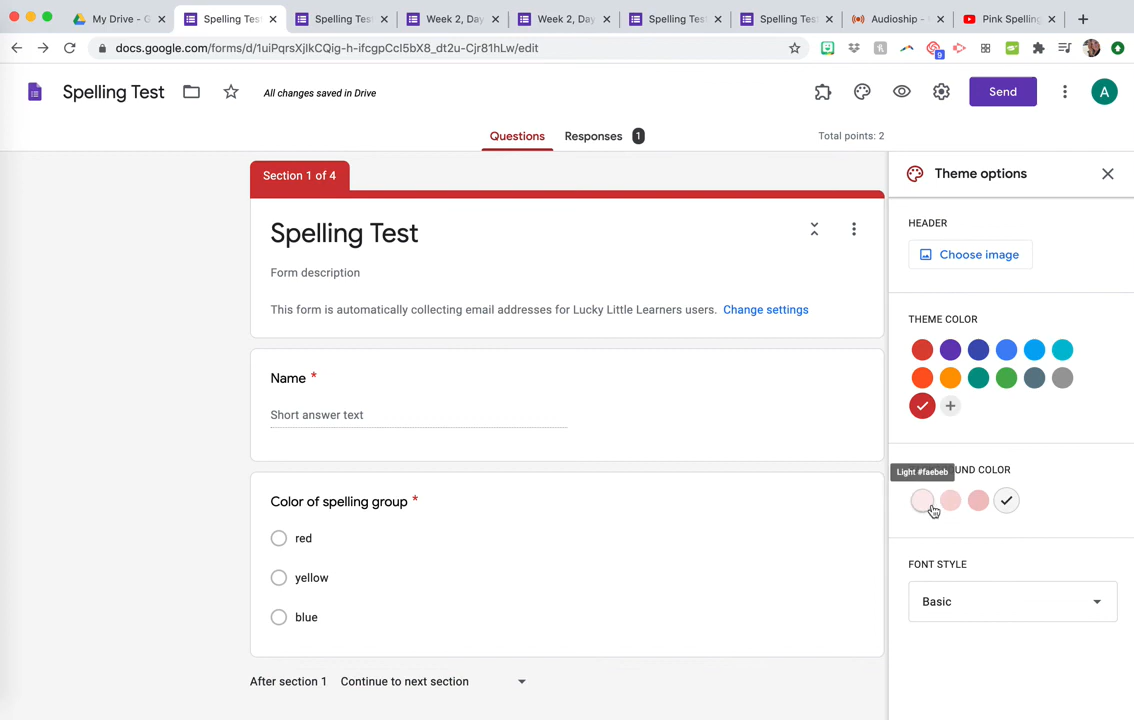 My Drive - G
Spelling Test
Spelling Test
Week 2, Day
Week 2, Day
Spelling Test
Spelling Test
Audioship -
Pink Spelling
docs.google.com/forms/d/1uiPqrsXjIkCQig-h-ifcgpCcI5bX8_dt2u-Cjr81hLw/edit
9
Spelling Test
All changes saved in Drive
Send
A
Questions
Responses 1
Total points: 2
Section 1 of 4
Spelling Test
Form description
This form is automatically collecting email addresses for Lucky Little Learners users. Change settings
Name *
Short answer text
Color of spelling group *
red
yellow
blue
After section 1 Continue to next section
Theme options
HEADER
Choose image
THEME COLOR
Light #faebeb
UND COLOR
FONT STYLE
Basic